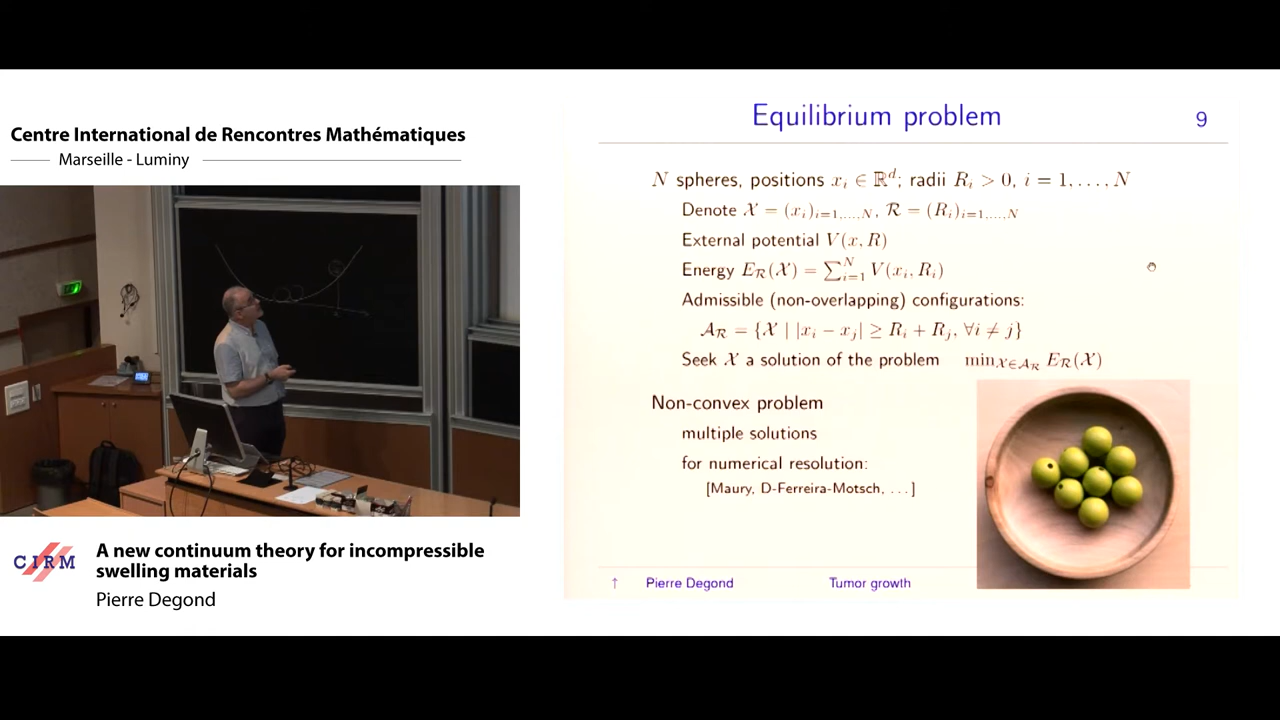 Centre International de Rencontres Mathématiques
Marseille - Luminy
CIRM
A new continuum theory for incompressible
swelling materials
Pierre Degond
Equilibrium problem
9
N spheres, positions x_i ∈ ℝ^d; radii R_i > 0, i = 1, . . . , N
Denote 𝒳 = (x_i)_{i=1,...,N}, ℛ = (R_i)_{i=1,...,N}
External potential V(x, R)
Energy E_ℛ(𝒳) = ∑_{i=1}^N V(x_i, R_i)
Admissible (non-overlapping) configurations:
𝒜_ℛ = {𝒳 | |x_i − x_j| ≥ R_i + R_j, ∀i ≠ j}
Seek 𝒳 a solution of the problem min_{𝒳∈𝒜_ℛ} E_ℛ(𝒳)
Non-convex problem
multiple solutions
for numerical resolution:
[Maury, D-Ferreira-Motsch, . . . ]
↑ Pierre Degond Tumor growth